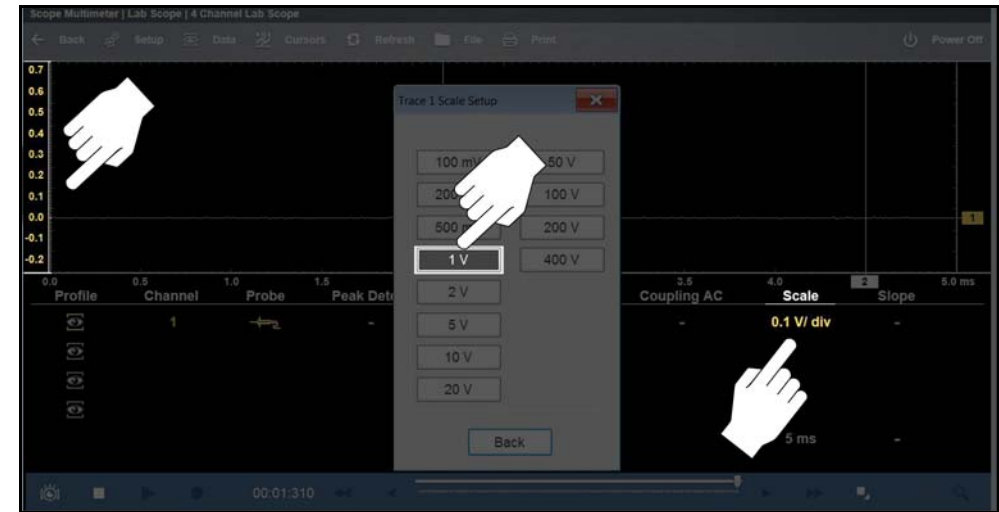 Scope Multimeter | Lab Scope | 4 Channel Lab Scope
Back Setup Data Cursors Refresh File Print Power Off
0.7
0.6
0.5
0.4
0.3
0.2
0.1
0.0
-0.1
-0.2
1
Trace 1 Scale Setup
100 mV 50 V
200 100 V
500 200 V
1 V 400 V
2 V
5 V
10 V
20 V
Back
0.0 0.5 1.0 1.5 3.5 4.0 2 5.0 ms
Profile Channel Probe Peak Dete Coupling AC Scale Slope
1 - - 0.1 V/ div -
5 ms -
00:01:310